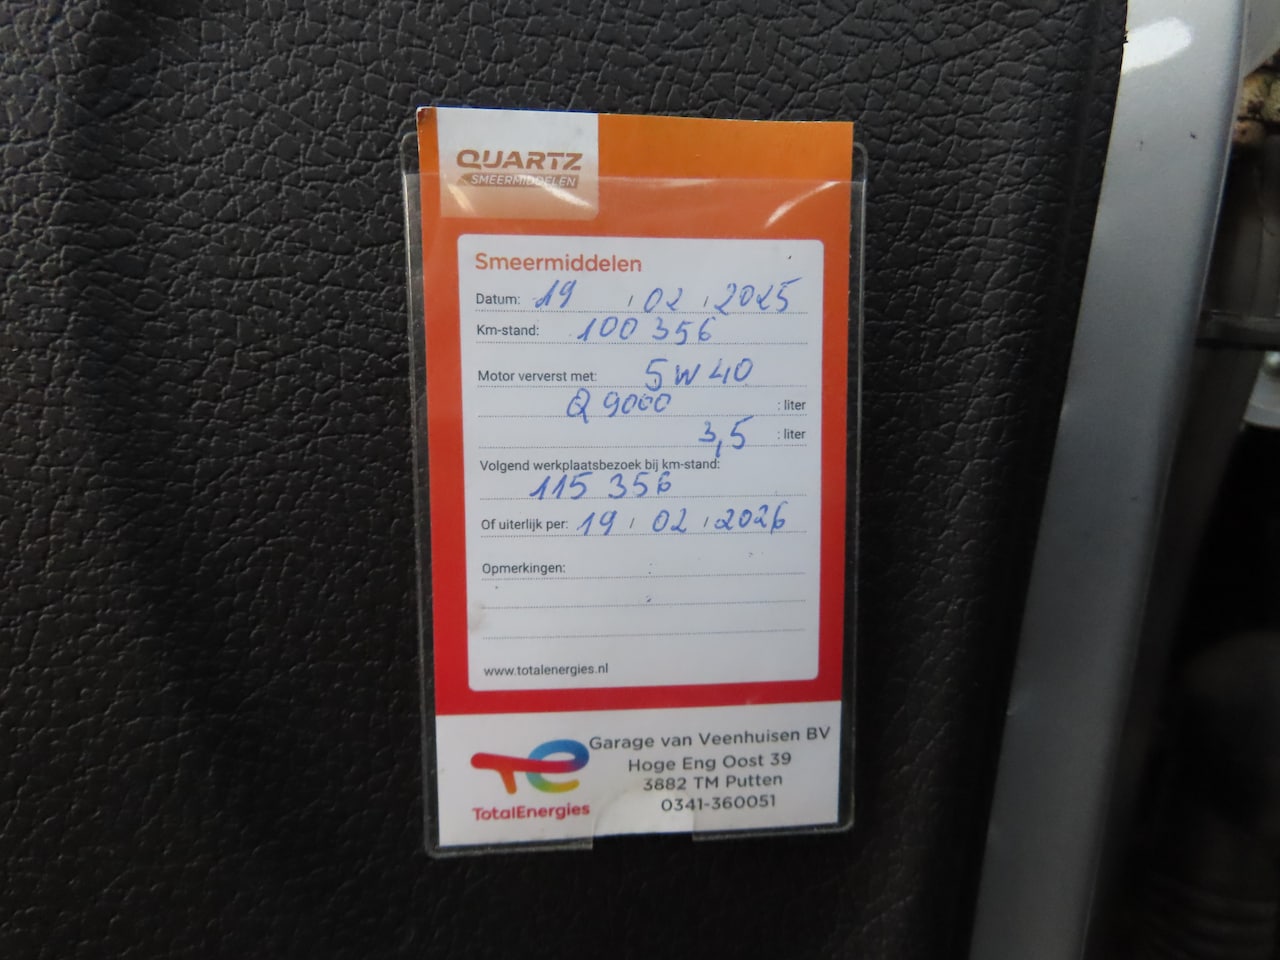 QUARTZ
SMEERMIDDELEN
Smeermiddelen
Datum: 19 / 02 / 2025
Km-stand: 100 356
Motor ververst met: 5W40
Q 9000 : liter
3,5 : liter
Volgend werkplaatsbezoek bij km-stand:
115 356
Of uiterlijk per: 19 / 02 / 2026
Opmerkingen:
www.totalenergies.nl
Garage van Veenhuisen BV
Hoge Eng Oost 39
3882 TM Putten
0341-360051
TotalEnergies